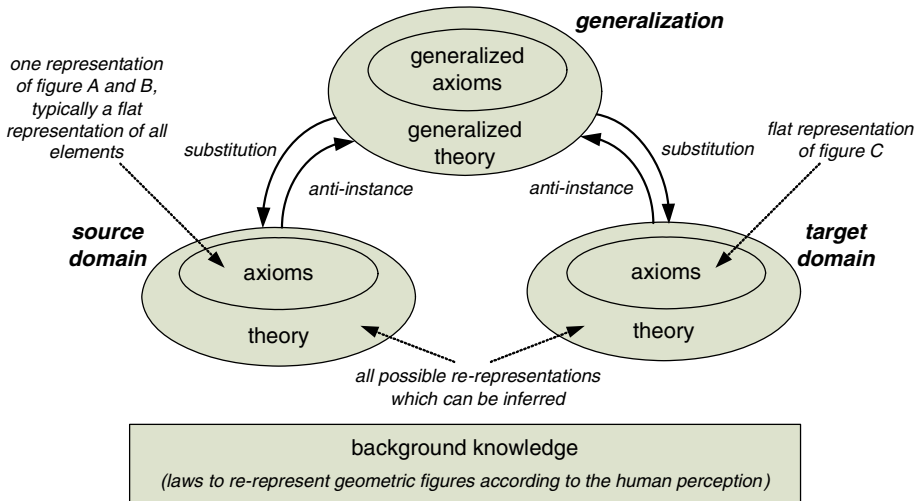 generalization
generalized
axioms
generalized
theory
one representation
of figure A and B,
typically a flat
representation of all
elements
substitution
anti-instance
substitution
anti-instance
flat representation
of figure C
source
domain
axioms
theory
target
domain
axioms
theory
all possible re-representations
which can be inferred
background knowledge
(laws to re-represent geometric figures according to the human perception)